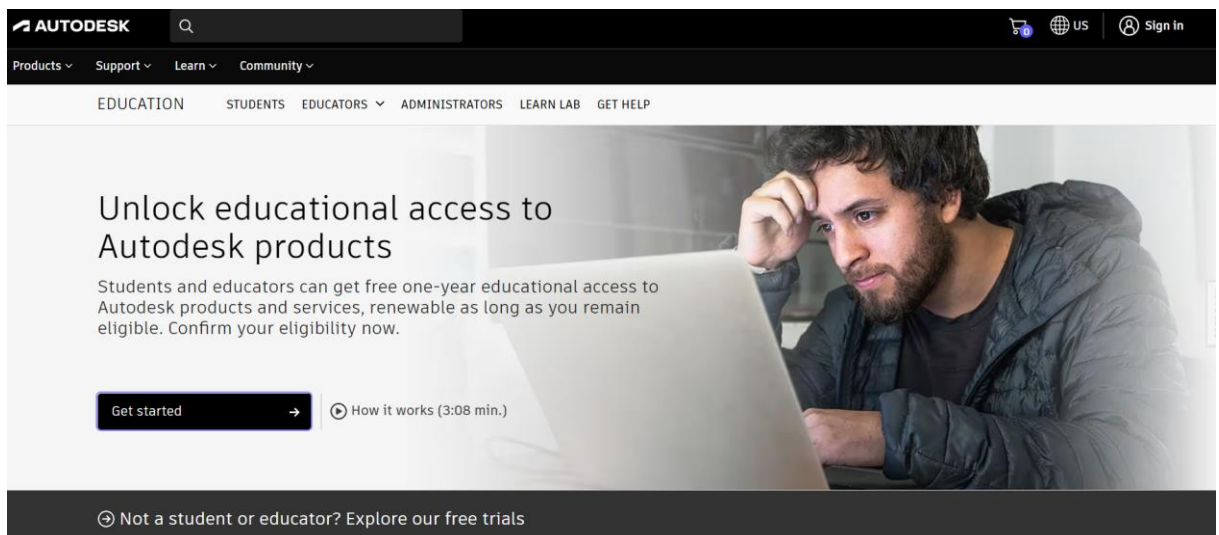 AUTODESK
0
US
Sign in
Products
Support
Learn
Community
EDUCATION
STUDENTS
EDUCATORS
ADMINISTRATORS
LEARN LAB
GET HELP
Unlock educational access to
Autodesk products
Students and educators can get free one-year educational access to
Autodesk products and services, renewable as long as you remain
eligible. Confirm your eligibility now.
Get started
How it works (3:08 min.)
Not a student or educator? Explore our free trials